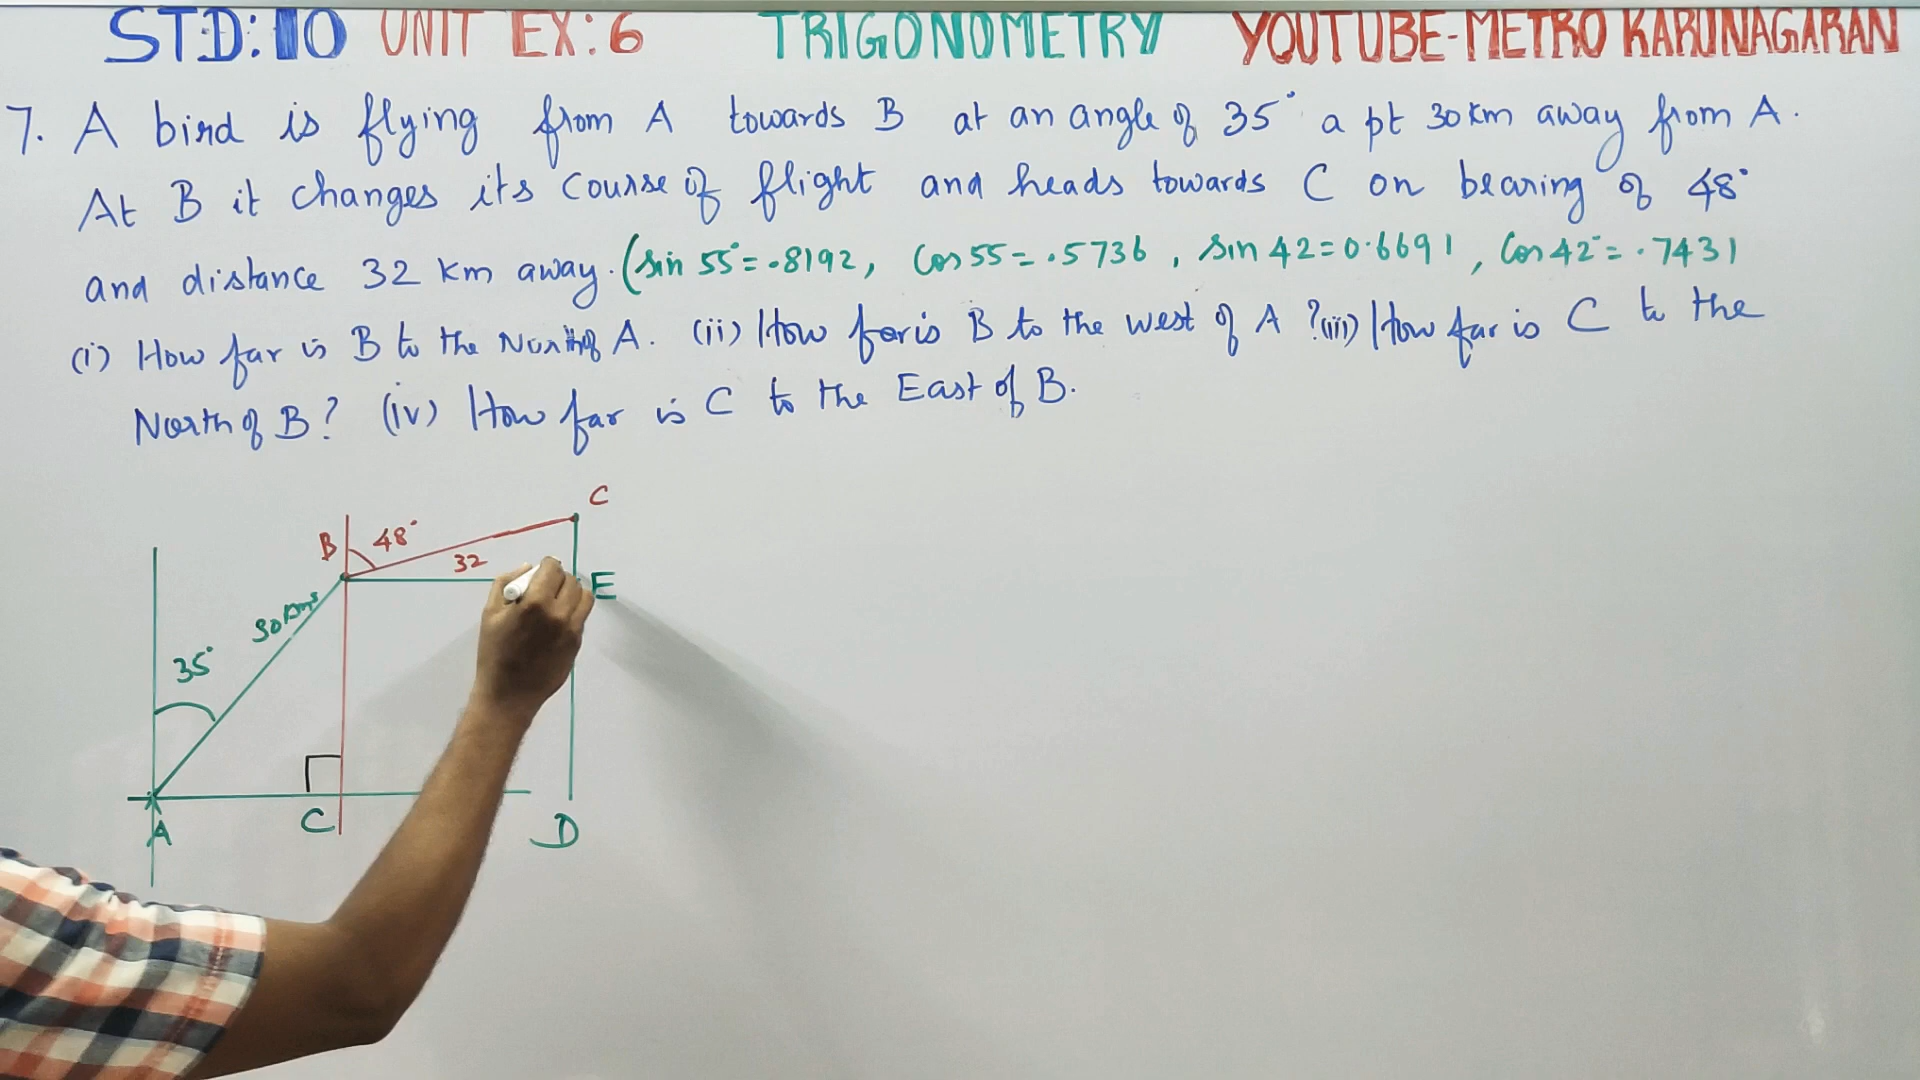 STD: 10 UNIT EX: 6 TRIGONOMETRY YOUTUBE-METRO KARUNAGARAN
7. A bird is flying from A towards B at an angle of 35° a pt 30km away from A.
At B it changes its course of flight and heads towards C on bearing of 48°
and distance 32 km away. (sin 55° = .8192, cos 55 = .5736, sin 42 = 0.6691, cos 42° = .7431
(i) How far is B to the North of A. (ii) How far is B to the west of A ? (iii) How far is C to the
North of B? (iv) How far is C to the East of B.
C
B 48°
32
E
30 kms
35°
A C D